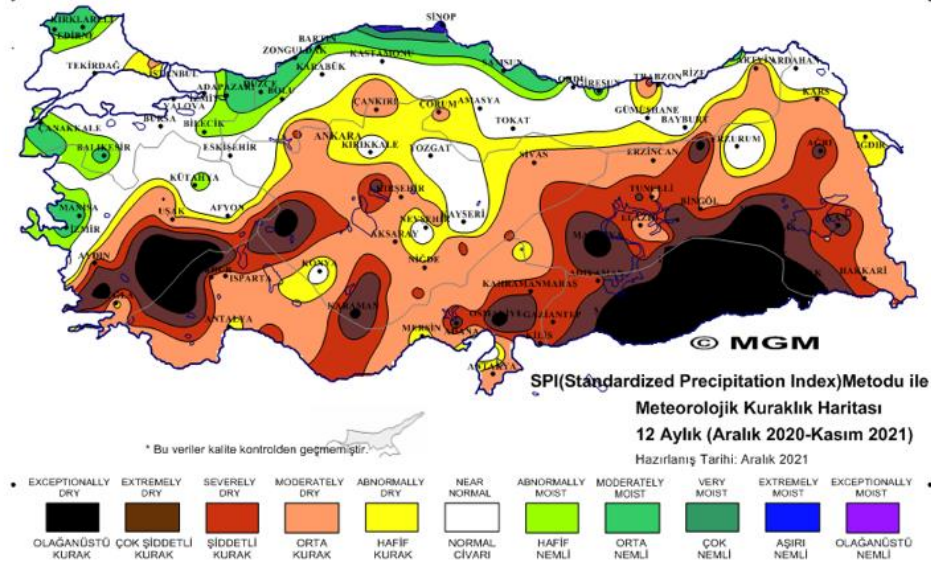 SİNOP
KIRKLARELİ
EDİRNE
BARTIN
ZONGULDAK
KASTAMONU
TEKİRDAĞ
İSTANBUL
KARABÜK
SAMSUN
DÜZCE
ADAPAZARI
BOLU
ORDU
GİRESUN
TRABZON
RİZE
ARTVİN
ARDAHAN
YALOVA
ÇANKIRI
ÇORUM
AMASYA
KARS
BURSA
BİLECİK
GÜMÜŞHANE
BAYBURT
TOKAT
ÇANAKKALE
ANKARA
BALIKESİR
ESKİŞEHİR
KIRIKKALE
YOZGAT
SİVAS
ERZİNCAN
ERZURUM
AĞRI
IĞDIR
KÜTAHYA
KIRŞEHİR
TUNCELİ
BİNGÖL
MANİSA
UŞAK
AFYON
NEVŞEHİR
KAYSERİ
İZMİR
AKSARAY
AYDIN
ISPARTA
KONYA
NİĞDE
ADIYAMAN
HAKKARİ
KAHRAMANMARAŞ
KARAMAN
ANTALYA
MERSİN
ADANA
OSMANİYE
GAZİANTEP
KİLİS
ANTAKYA
© MGM
SPI(Standardized Precipitation Index)Metodu ile
Meteorolojik Kuraklık Haritası
12 Aylık (Aralık 2020-Kasım 2021)
Hazırlanış Tarihi: Aralık 2021
* Bu veriler kalite kontrolden geçmemiştir.
EXCEPTIONALLY DRY
EXTREMELY DRY
SEVERELY DRY
MODERATELY DRY
ABNORMALLY DRY
NEAR NORMAL
ABNORMALLY MOIST
MODERATELY MOIST
VERY MOIST
EXTREMELY MOIST
EXCEPTIONALLY MOIST
OLAĞANÜSTÜ KURAK
ÇOK ŞİDDETLİ KURAK
ŞİDDETLİ KURAK
ORTA KURAK
HAFİF KURAK
NORMAL CİVARI
HAFİF NEMLİ
ORTA NEMLİ
ÇOK NEMLİ
AŞIRI NEMLİ
OLAĞANÜSTÜ NEMLİ